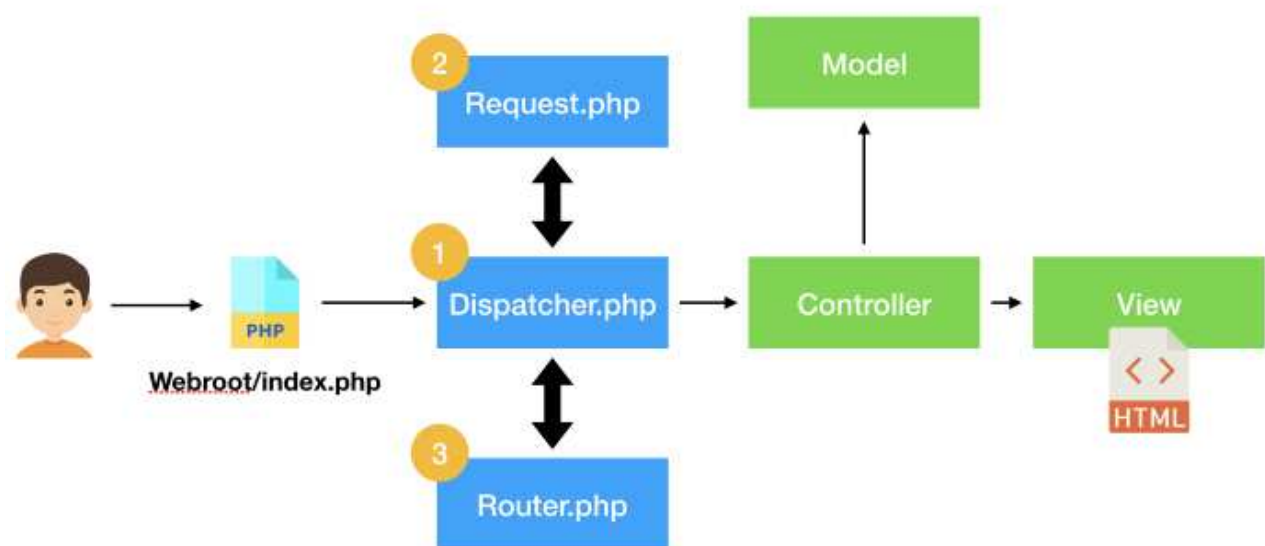 2
Request.php
Model
1
Dispatcher.php
Controller
View
PHP
Webroot/index.php
< >
HTML
3
Router.php